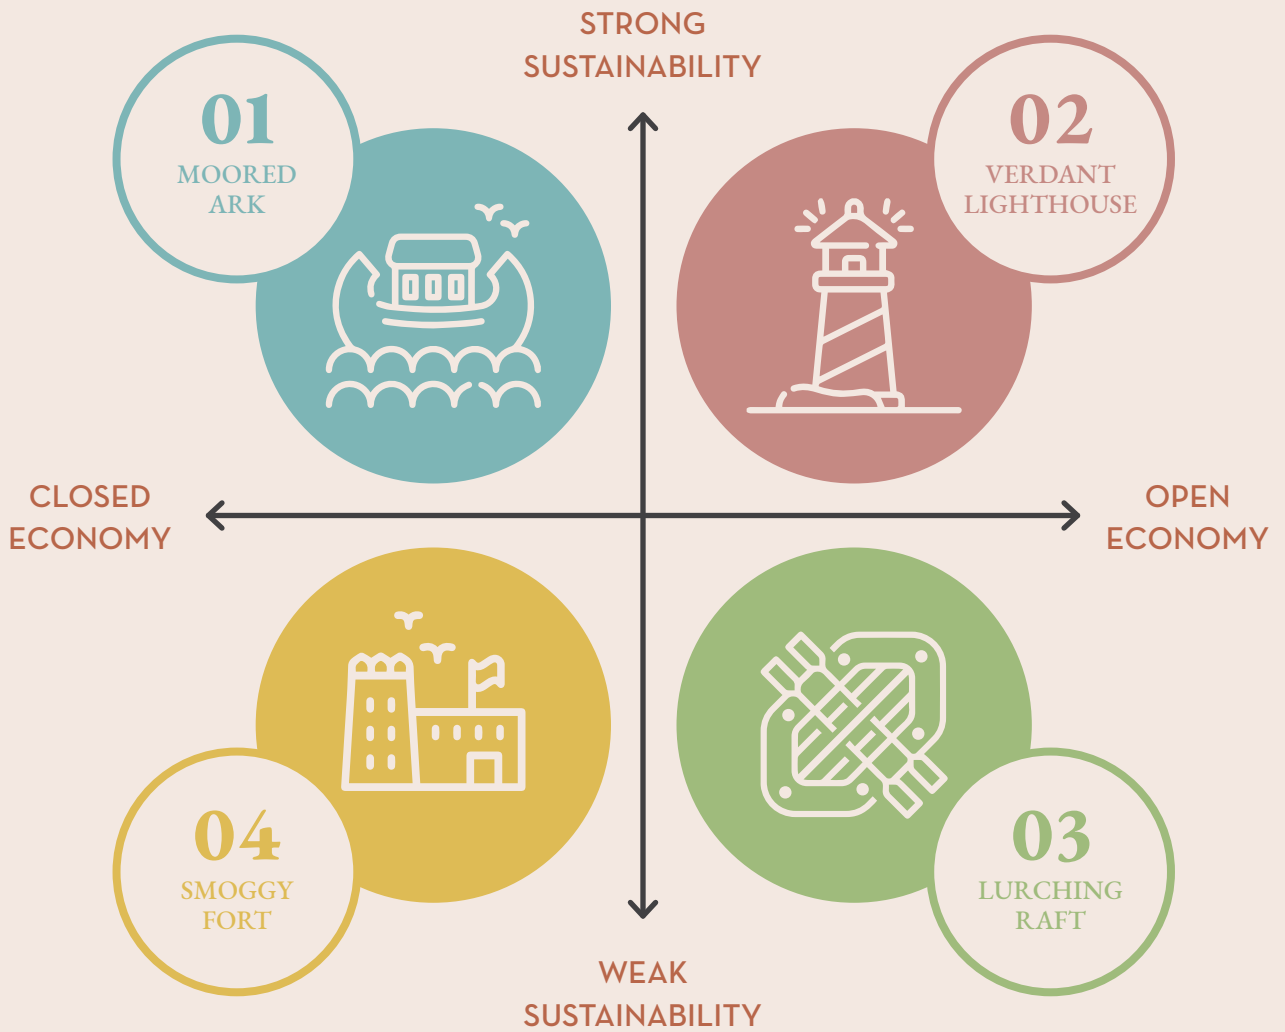 STRONG
SUSTAINABILITY
01
MOORED
ARK
02
VERDANT
LIGHTHOUSE
CLOSED
ECONOMY
OPEN
ECONOMY
04
SMOGGY
FORT
03
LURCHING
RAFT
WEAK
SUSTAINABILITY